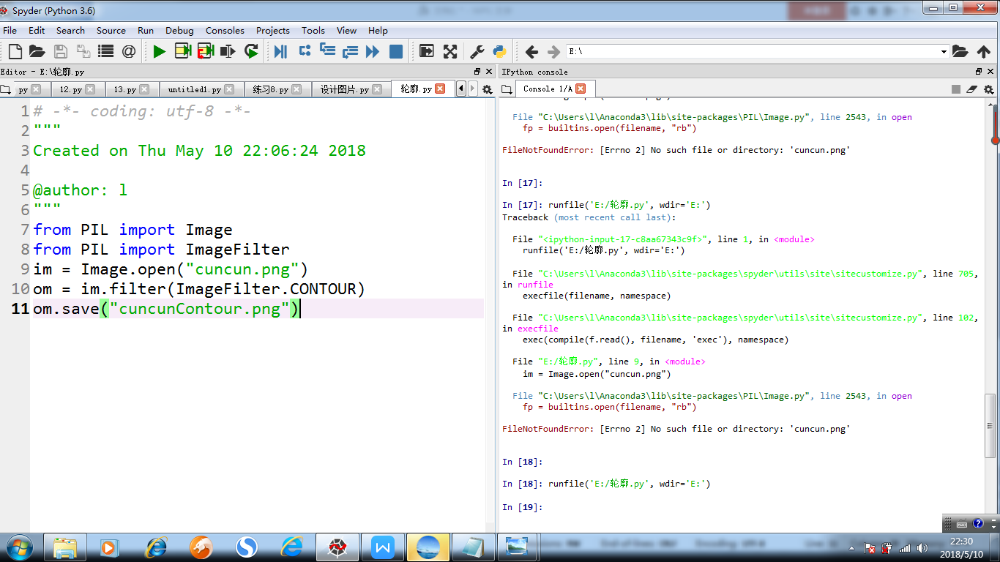 Spyder (Python 3.6)
File Edit Search Source Run Debug Consoles Projects Tools View Help
E:\
Editor - E:\轮廓.py
IPython console
py 12.py 13.py untitled1.py 练习8.py 设计图片.py 轮廓.py
Console 1/A
1 # -*- coding: utf-8 -*-
2 """
3 Created on Thu May 10 22:06:24 2018
4
5 @author: l
6 """
7 from PIL import Image
8 from PIL import ImageFilter
9 im = Image.open("cuncun.png")
10 om = im.filter(ImageFilter.CONTOUR)
11 om.save("cuncunContour.png")
File "C:\Users\l\Anaconda3\lib\site-packages\PIL\Image.py", line 2543, in open
fp = builtins.open(filename, "rb")
FileNotFoundError: [Errno 2] No such file or directory: 'cuncun.png'
In [17]:
In [17]: runfile('E:/轮廓.py', wdir='E:')
Traceback (most recent call last):
File "<ipython-input-17-c8aa67343c9f>", line 1, in <module>
runfile('E:/轮廓.py', wdir='E:')
File "C:\Users\l\Anaconda3\lib\site-packages\spyder\utils\site\sitecustomize.py", line 705,
in runfile
execfile(filename, namespace)
File "C:\Users\l\Anaconda3\lib\site-packages\spyder\utils\site\sitecustomize.py", line 102,
in execfile
exec(compile(f.read(), filename, 'exec'), namespace)
File "E:/轮廓.py", line 9, in <module>
im = Image.open("cuncun.png")
File "C:\Users\l\Anaconda3\lib\site-packages\PIL\Image.py", line 2543, in open
fp = builtins.open(filename, "rb")
FileNotFoundError: [Errno 2] No such file or directory: 'cuncun.png'
In [18]:
In [18]: runfile('E:/轮廓.py', wdir='E:')
In [19]:
22:30
2018/5/10